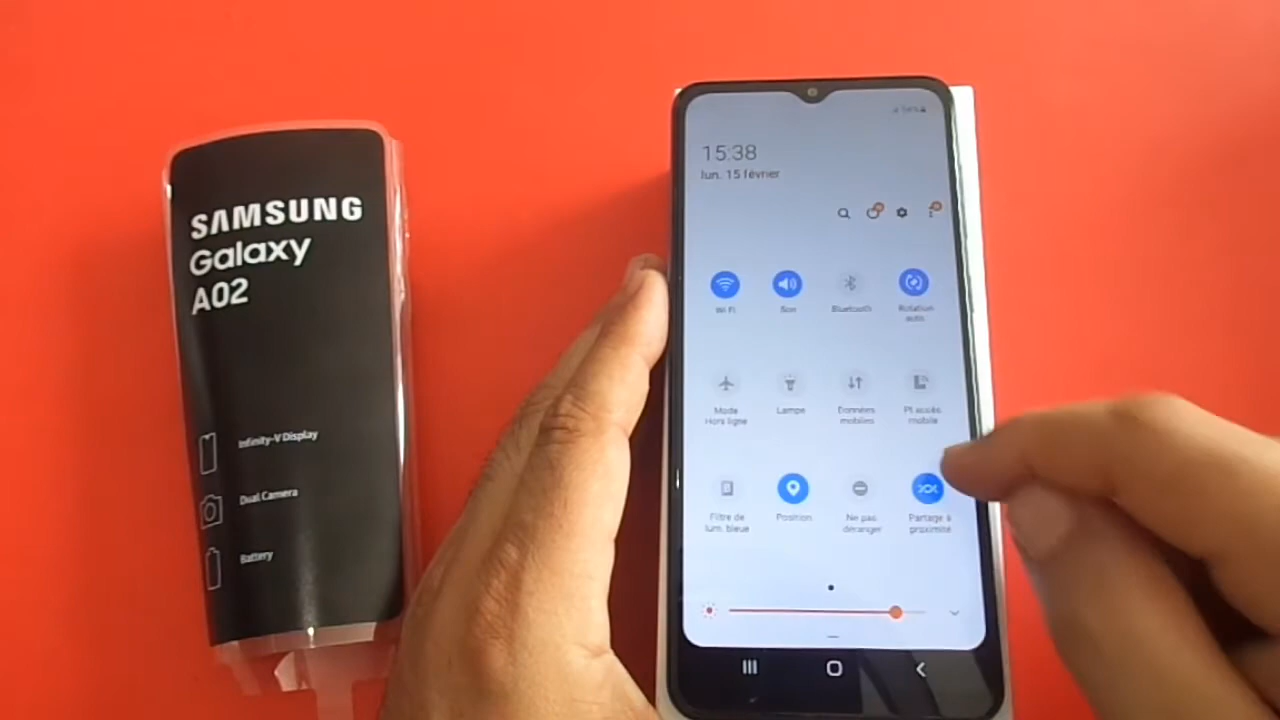 SAMSUNG
Galaxy
A02
Infinity-V Display
Dual Camera
Battery
15:38
lun. 15 février
Wi-Fi
Son
Bluetooth
Rotation
auto.
Mode
Hors ligne
Lampe
Données
mobiles
Pt accès
mobile
Filtre de
lum. bleue
Position
Ne pas
déranger
Partage à
proximité